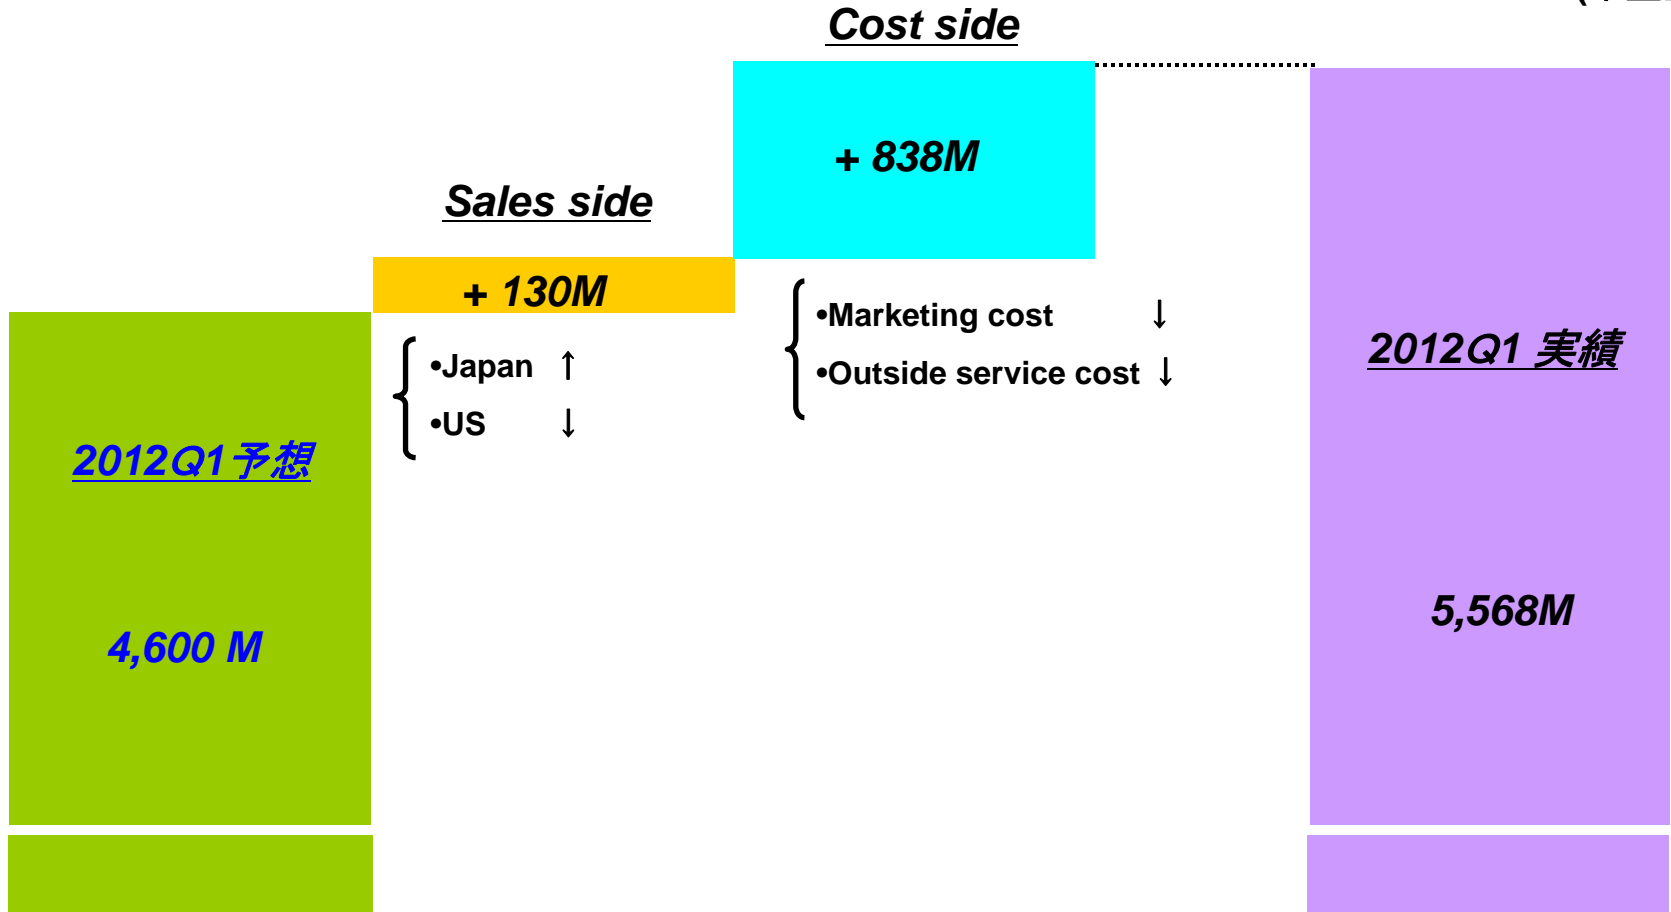 Cost side
+ 838M
Sales side
+ 130M
•Marketing cost ↓
•Outside service cost ↓
•Japan ↑
•US ↓
2012Q1 実績
2012Q1予想
5,568M
4,600 M